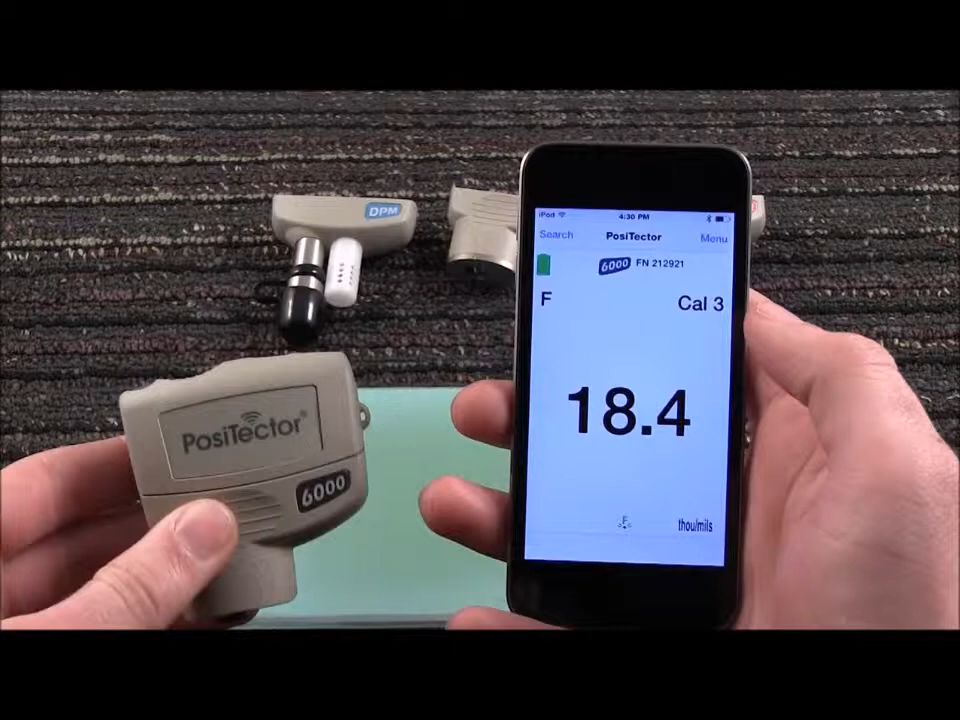 DPM
iPod 4:30 PM
Search PosiTector Menu
6000 FN 212921
F Cal 3
18.4
F
thou/mils
PosiTector®
6000